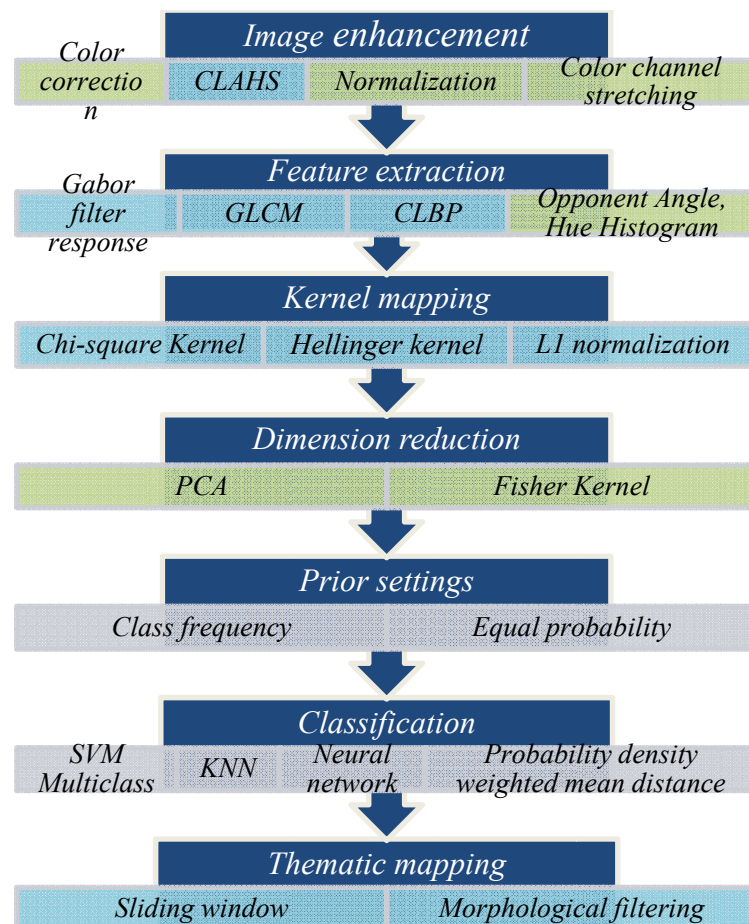 Image enhancement
Color
correctio
n
CLAHS
Normalization
Color channel
stretching
Feature extraction
Gabor
filter
response
GLCM
CLBP
Opponent Angle,
Hue Histogram
Kernel mapping
Chi-square Kernel
Hellinger kernel
L1 normalization
Dimension reduction
PCA
Fisher Kernel
Prior settings
Class frequency
Equal probability
Classification
SVM
Multiclass
KNN
Neural
network
Probability density
weighted mean distance
Thematic mapping
Sliding window
Morphological filtering